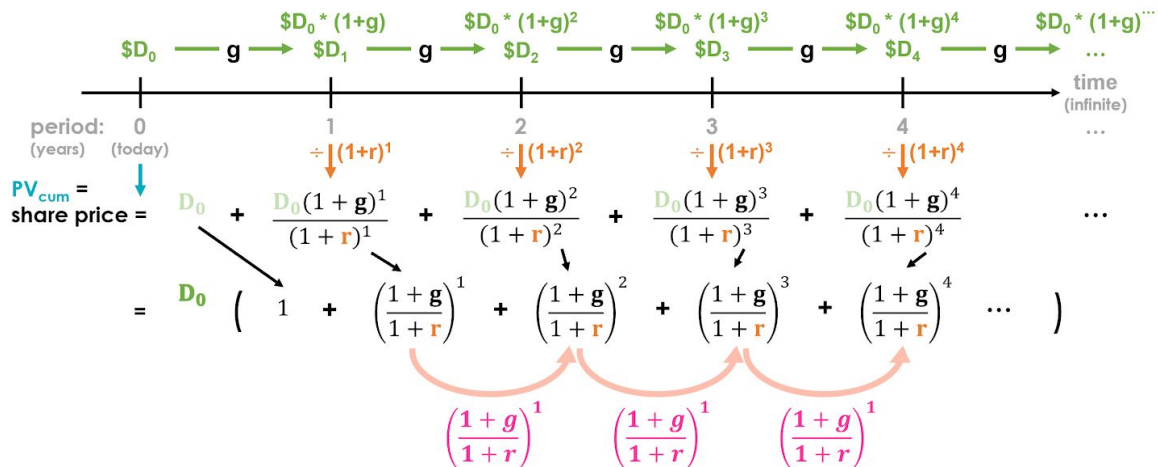 $D₀ * (1+g) $D₀ * (1+g)² $D₀ * (1+g)³ $D₀ * (1+g)⁴ $D₀ * (1+g)^...
$D₀ g $D₁ g $D₂ g $D₃ g $D₄ g ...
time
(infinite)
period: 0 1 2 3 4 ...
(years) (today)
÷ (1+r)¹ ÷ (1+r)² ÷ (1+r)³ ÷ (1+r)⁴
PV_cum =
share price = D₀ + D₀(1 + g)¹/(1 + r)¹ + D₀(1 + g)²/(1 + r)² + D₀(1 + g)³/(1 + r)³ + D₀(1 + g)⁴/(1 + r)⁴ ...
= D₀ ( 1 + ((1 + g)/(1 + r))¹ + ((1 + g)/(1 + r))² + ((1 + g)/(1 + r))³ + ((1 + g)/(1 + r))⁴ ... )
((1 + g)/(1 + r))¹ ((1 + g)/(1 + r))¹ ((1 + g)/(1 + r))¹